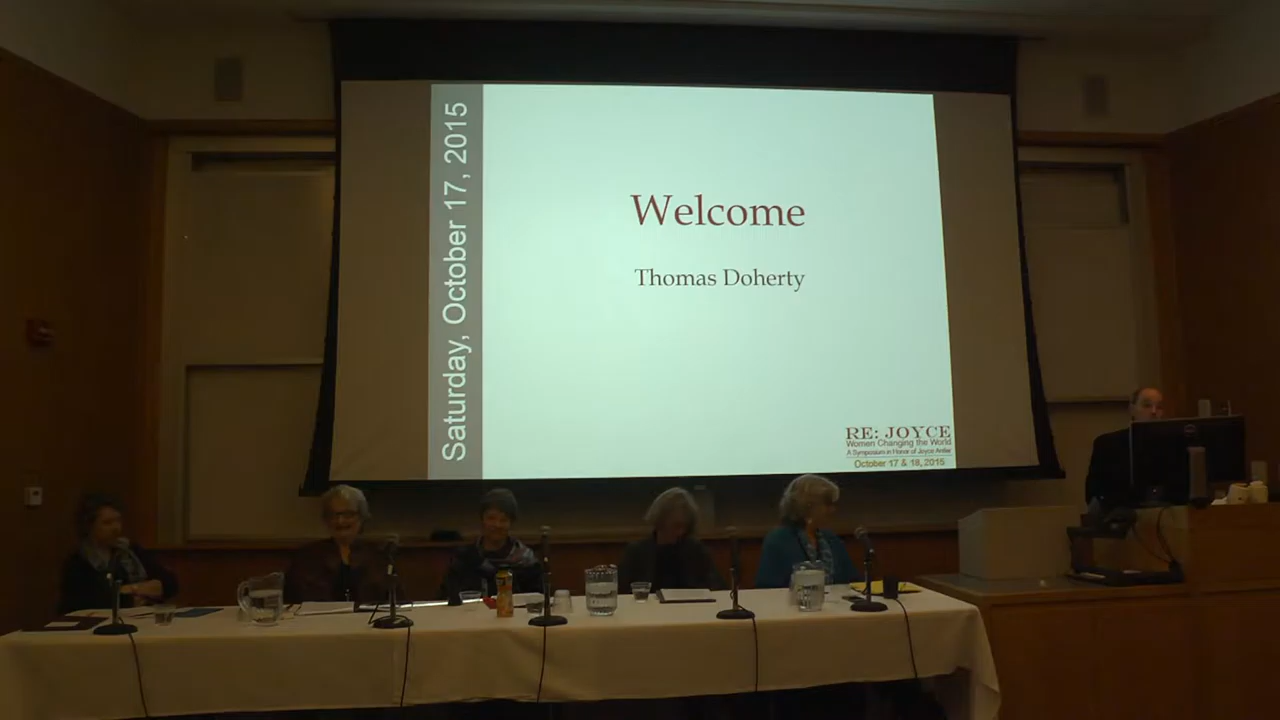 Saturday, October 17, 2015
Welcome
Thomas Doherty
RE: JOYCE
Women Changing the World
A Symposium in Honor of Joyce Antler
October 17 & 18, 2015